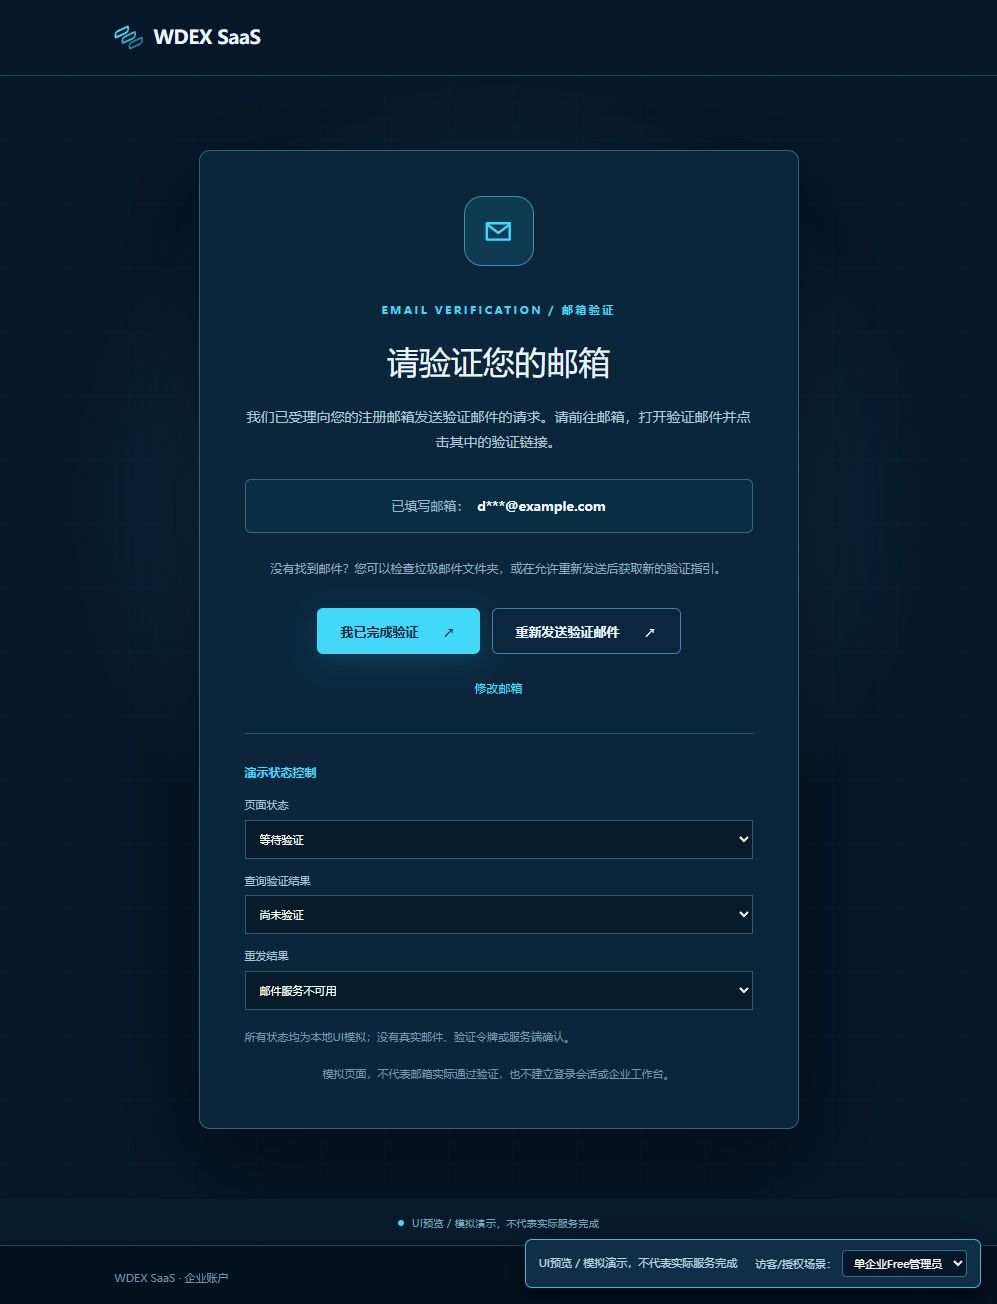 WDEX SaaS
EMAIL VERIFICATION / 邮箱验证
请验证您的邮箱
我们已受理向您的注册邮箱发送验证邮件的请求。请前往邮箱，打开验证邮件并点
击其中的验证链接。
已填写邮箱： d***@example.com
没有找到邮件？您可以检查垃圾邮件文件夹，或在允许重新发送后获取新的验证指引。
我已完成验证 ↗ 重新发送验证邮件 ↗
修改邮箱
演示状态控制
页面状态
等待验证
查询验证结果
尚未验证
重发结果
邮件服务不可用
所有状态均为本地UI模拟；没有真实邮件、验证令牌或服务端确认。
模拟页面，不代表邮箱实际通过验证，也不建立登录会话或企业工作台。
UI预览 / 模拟演示，不代表实际服务完成
UI预览 / 模拟演示，不代表实际服务完成 访客/授权场景： 单企业Free管理员
WDEX SaaS · 企业账户